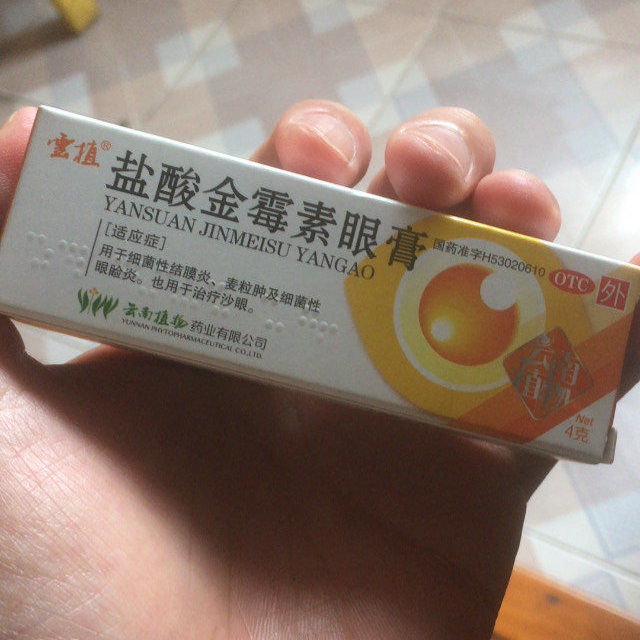 雲植®
盐酸金霉素眼膏
YANSUAN JINMEISU YANGAO
国药准字H53020610
OTC
外
[适应症]
用于细菌性结膜炎、麦粒肿及细菌性
眼睑炎。也用于治疗沙眼。
云南植物药业有限公司
YUNNAN PHYTOPHARMACEUTICAL CO.,LTD.
Net
4克